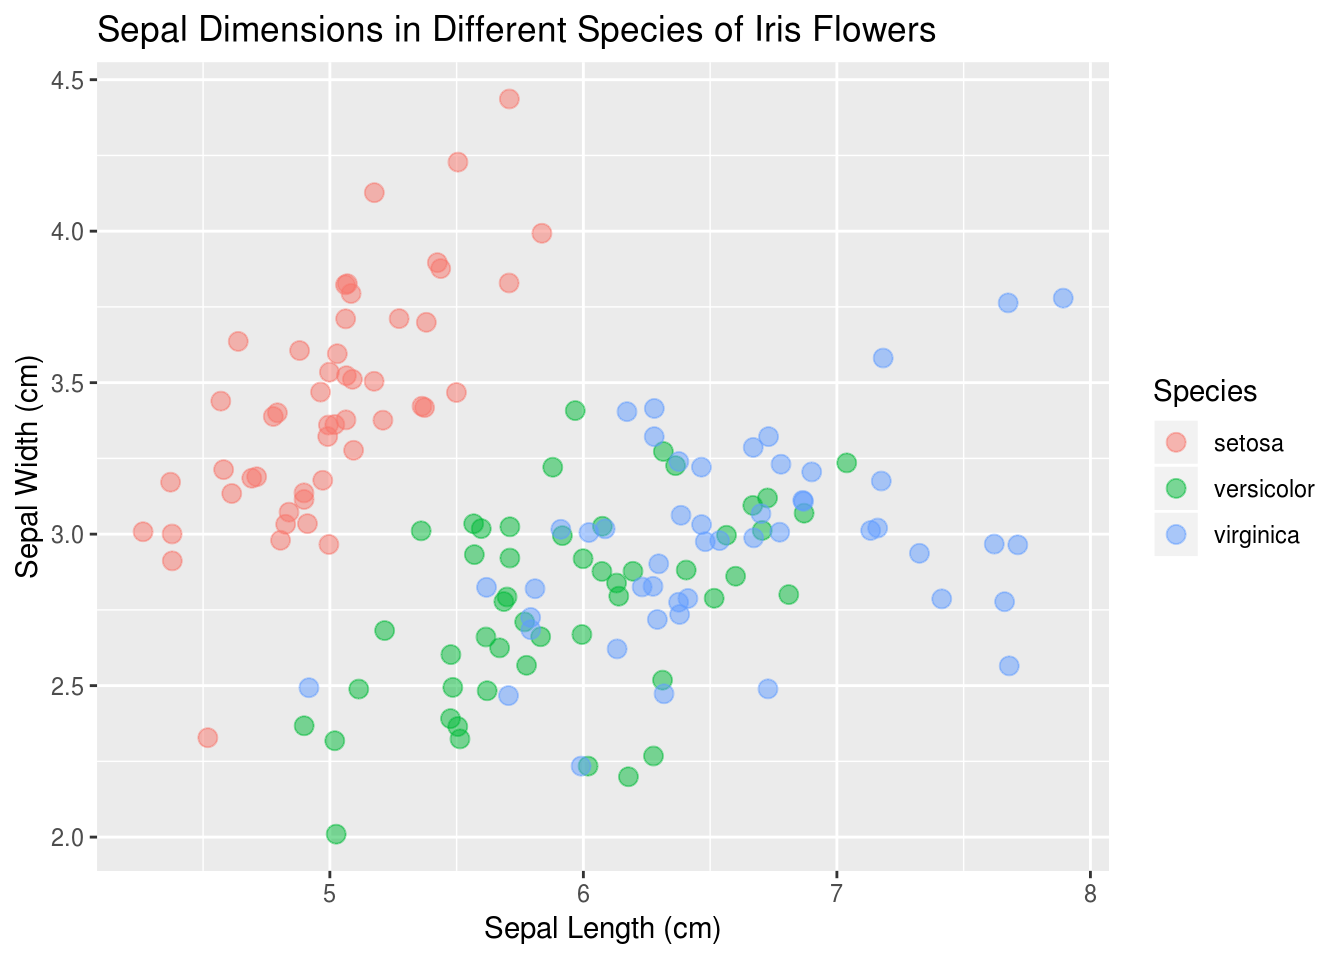 Sepal Dimensions in Different Species of Iris Flowers
4.5
4.0
3.5
3.0
2.5
2.0
Sepal Width (cm)
5 6 7 8
Sepal Length (cm)
Species
setosa
versicolor
virginica